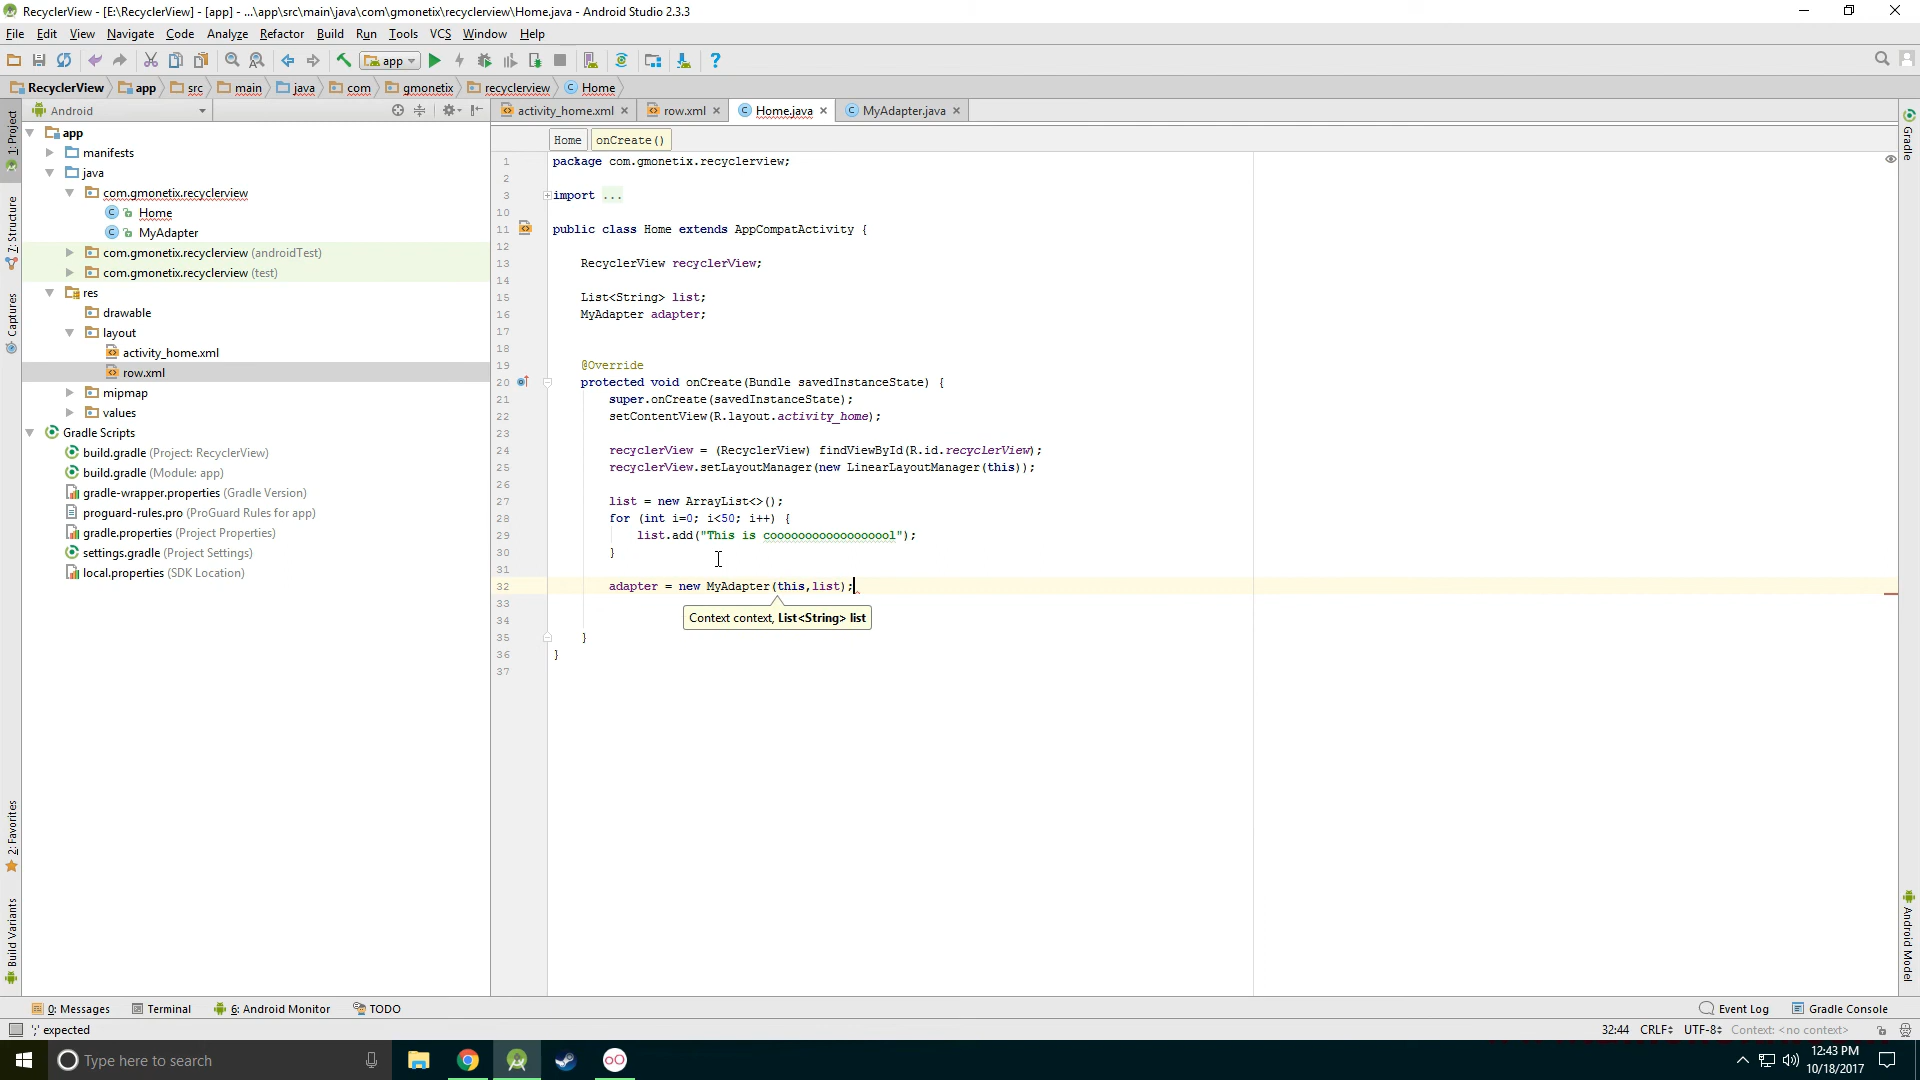 RecyclerView - [E:\RecyclerView] - [app] - ...\app\src\main\java\com\gmonetix\recyclerview\Home.java - Android Studio 2.3.3
File Edit View Navigate Code Analyze Refactor Build Run Tools VCS Window Help
app
RecyclerView app src main java com gmonetix recyclerview Home
Android
activity_home.xml row.xml Home.java MyAdapter.java
Home onCreate()
1: Project
7: Structure
Captures
2: Favorites
Build Variants
app
manifests
java
com.gmonetix.recyclerview
Home
MyAdapter
com.gmonetix.recyclerview (androidTest)
com.gmonetix.recyclerview (test)
res
drawable
layout
activity_home.xml
row.xml
mipmap
values
Gradle Scripts
build.gradle (Project: RecyclerView)
build.gradle (Module: app)
gradle-wrapper.properties (Gradle Version)
proguard-rules.pro (ProGuard Rules for app)
gradle.properties (Project Properties)
settings.gradle (Project Settings)
local.properties (SDK Location)
1 package com.gmonetix.recyclerview;
2
3 import ...
10
11 public class Home extends AppCompatActivity {
12
13 RecyclerView recyclerView;
14
15 List<String> list;
16 MyAdapter adapter;
17
18
19 @Override
20 protected void onCreate(Bundle savedInstanceState) {
21 super.onCreate(savedInstanceState);
22 setContentView(R.layout.activity_home);
23
24 recyclerView = (RecyclerView) findViewById(R.id.recyclerView);
25 recyclerView.setLayoutManager(new LinearLayoutManager(this));
26
27 list = new ArrayList<>();
28 for (int i=0; i<50; i++) {
29 list.add("This is cooooooooooooooooool");
30 }
31
32 adapter = new MyAdapter(this,list);
33
Context context, List<String> list
34
35 }
36 }
37
Gradle
Android Model
0: Messages Terminal 6: Android Monitor TODO Event Log Gradle Console
';' expected 32:44 CRLF UTF-8 Context: <no context>
Type here to search
12:43 PM
10/18/2017